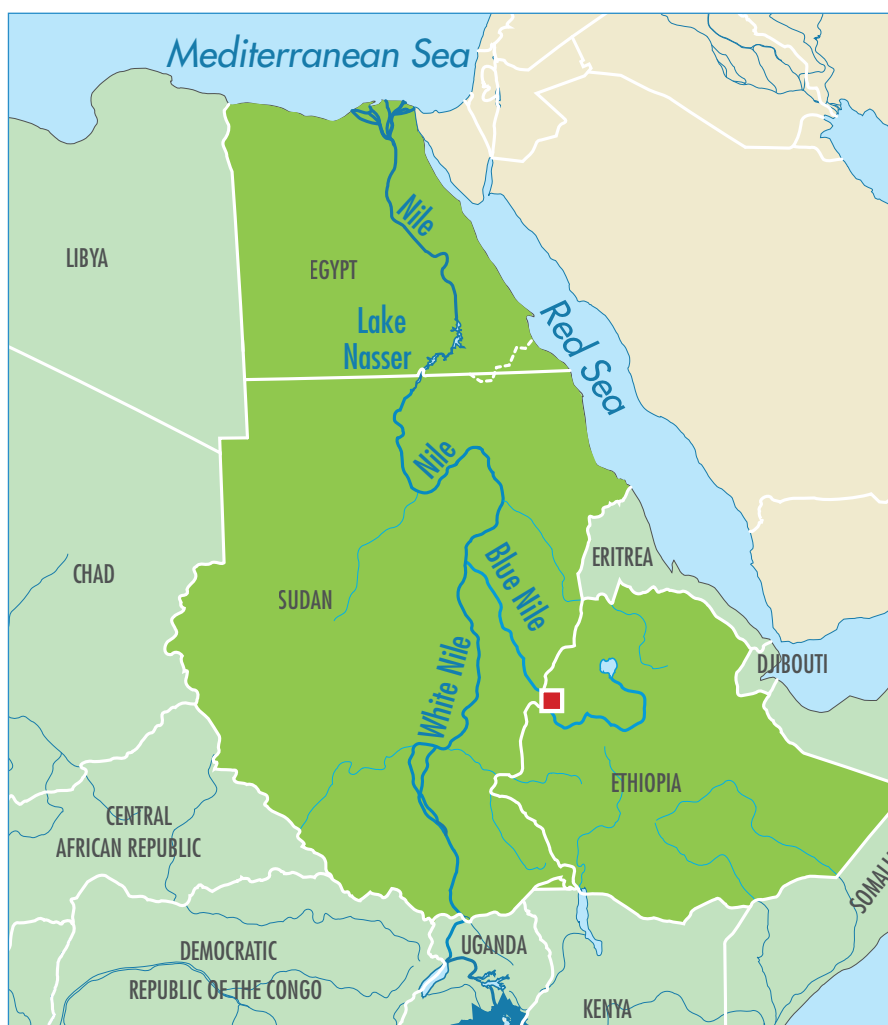 Mediterranean Sea
Nile
LIBYA
EGYPT
Lake
Nasser
Red Sea
Nile
Blue Nile
ERITREA
CHAD
SUDAN
White Nile
DJIBOUTI
ETHIOPIA
CENTRAL
AFRICAN REPUBLIC
DEMOCRATIC
REPUBLIC OF THE CONGO
UGANDA
KENYA